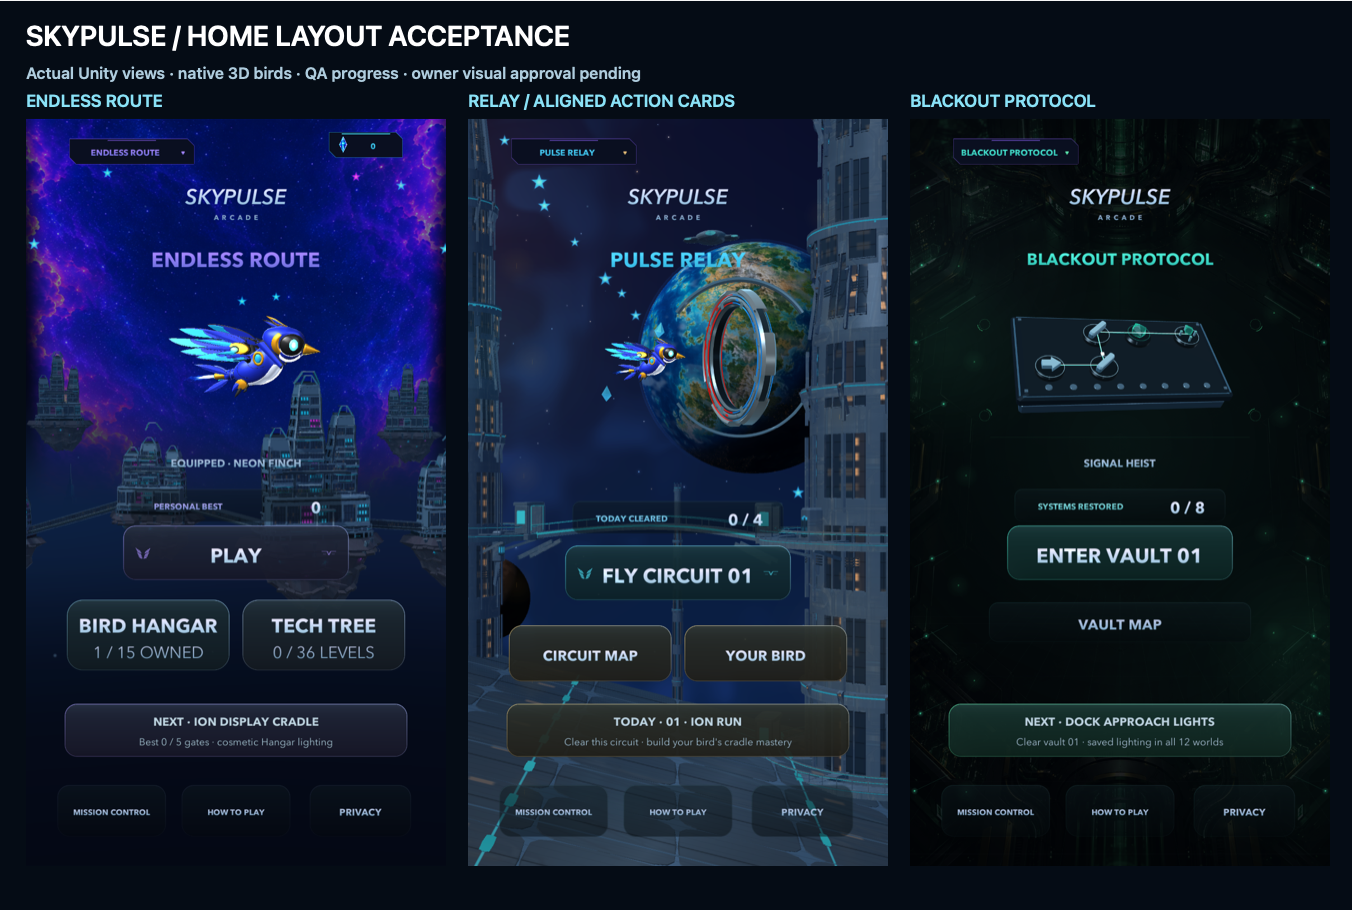 SKYPULSE / HOME LAYOUT ACCEPTANCE
Actual Unity views · native 3D birds · QA progress · owner visual approval pending
ENDLESS ROUTE
ENDLESS ROUTE
0
SKYPULSE
ARCADE
ENDLESS ROUTE
EQUIPPED · NEON FINCH
PERSONAL BEST 0
PLAY
BIRD HANGAR
1 / 15 OWNED
TECH TREE
0 / 36 LEVELS
NEXT · ION DISPLAY CRADLE
Best 0 / 5 gates · cosmetic Hangar lighting
MISSION CONTROL
HOW TO PLAY
PRIVACY
RELAY / ALIGNED ACTION CARDS
PULSE RELAY
SKYPULSE
ARCADE
PULSE RELAY
TODAY CLEARED 0 / 4
FLY CIRCUIT 01
CIRCUIT MAP
YOUR BIRD
TODAY · 01 · ION RUN
Clear this circuit · build your bird's cradle mastery
MISSION CONTROL
HOW TO PLAY
PRIVACY
BLACKOUT PROTOCOL
BLACKOUT PROTOCOL
SKYPULSE
ARCADE
BLACKOUT PROTOCOL
SIGNAL HEIST
SYSTEMS RESTORED 0 / 8
ENTER VAULT 01
VAULT MAP
NEXT · DOCK APPROACH LIGHTS
Clear vault 01 · saved lighting in all 12 worlds
MISSION CONTROL
HOW TO PLAY
PRIVACY